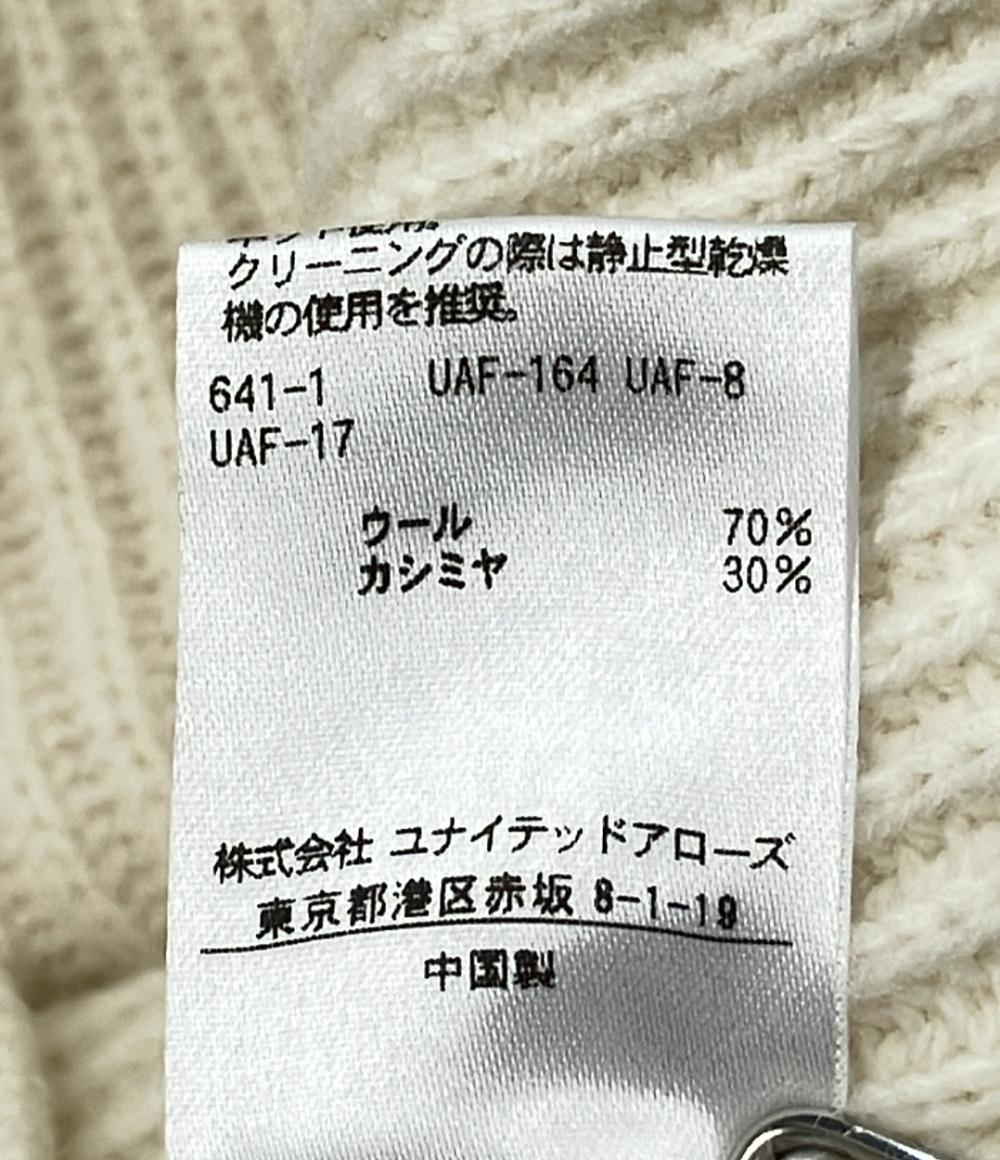 クリーニングの際は静止型乾燥
機の使用を推奨。
641-1 UAF-164 UAF-8
UAF-17
ウール 70%
カシミヤ 30%
株式会社 ユナイテッドアローズ
東京都港区赤坂 8-1-19
中国製